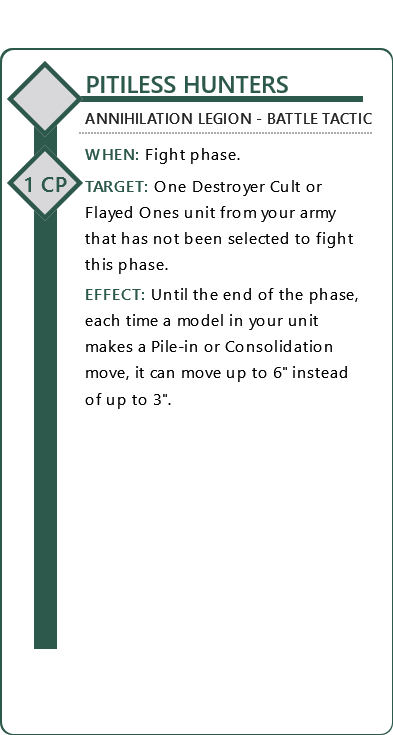 PITILESS HUNTERS
ANNIHILATION LEGION - BATTLE TACTIC
WHEN: Fight phase.
1 CP
TARGET: One Destroyer Cult or
Flayed Ones unit from your army
that has not been selected to fight
this phase.
EFFECT: Until the end of the phase,
each time a model in your unit
makes a Pile-in or Consolidation
move, it can move up to 6" instead
of up to 3".